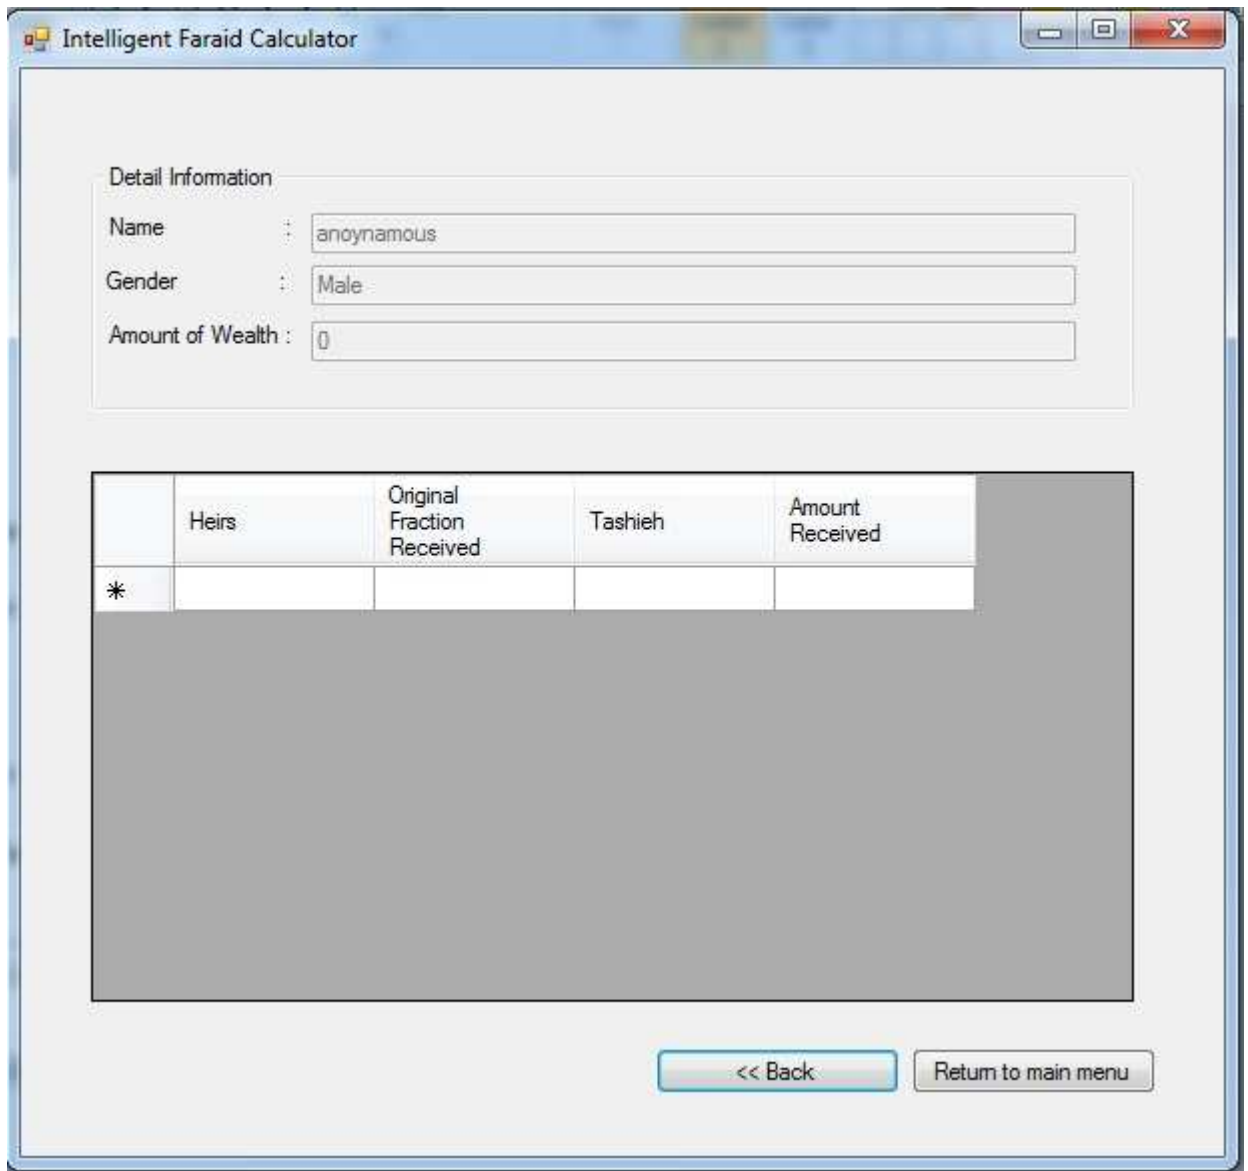 Intelligent Faraid Calculator
Detail Information
Name : anoynamous
Gender : Male
Amount of Wealth : 0
Heirs
Original
Fraction
Received
Tashieh
Amount
Received
<< Back
Return to main menu